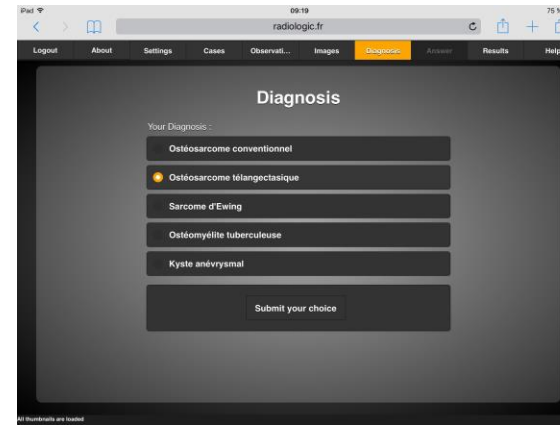 iPad 09:19 75 %
radiologic.fr
Logout About Settings Cases Observati... Images Diagnosis Answer Results Help
Diagnosis
Your Diagnosis :
Ostéosarcome conventionnel
Ostéosarcome télangectasique
Sarcome d'Ewing
Ostéomyélite tuberculeuse
Kyste anévrysmal
Submit your choice
All thumbnails are loaded